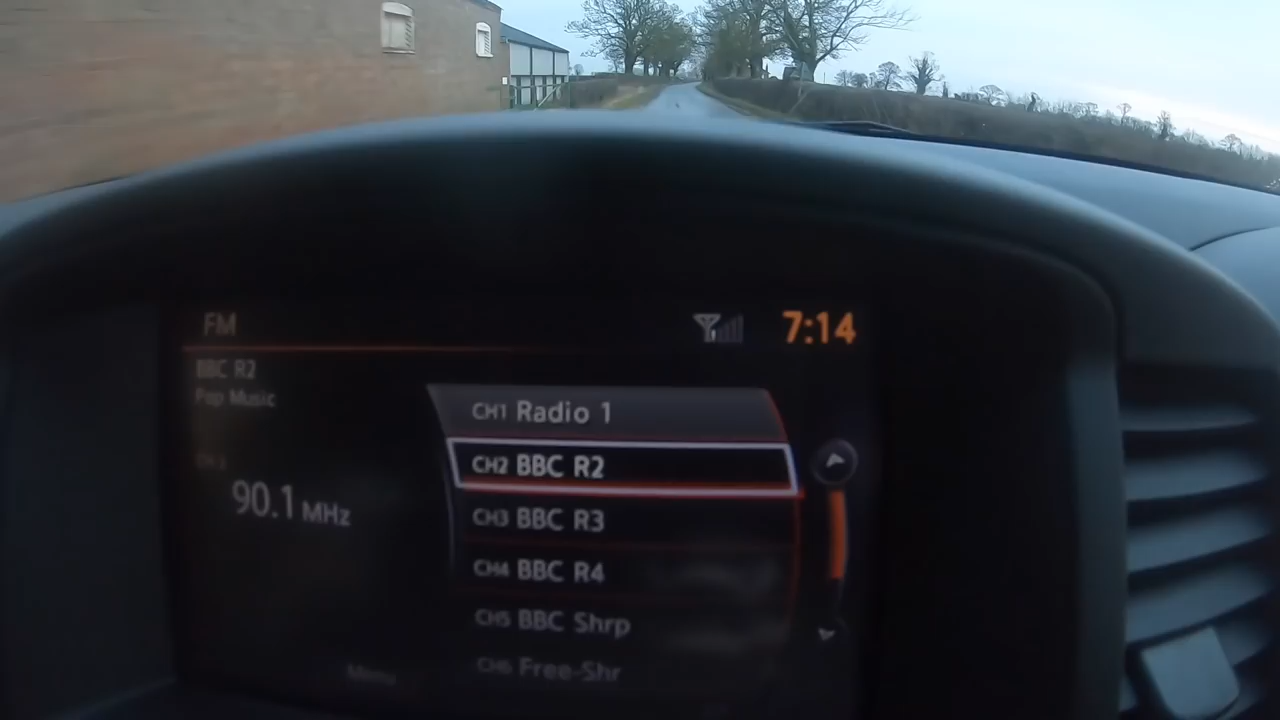 FM
7:14
BBC R2
Pop Music
90.1 MHz
CH1 Radio 1
CH2 BBC R2
CH3 BBC R3
CH4 BBC R4
CH5 BBC Shrp
CH6 Free-Shr
Menu